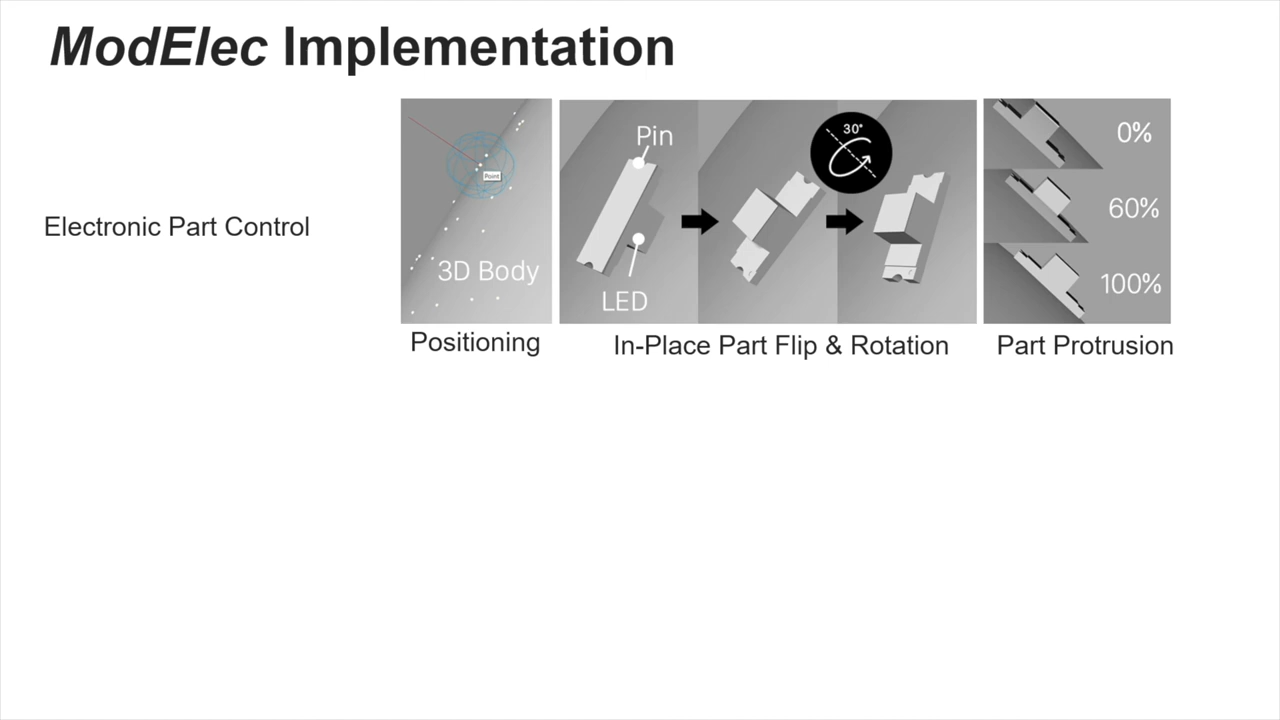 ModElec Implementation
Electronic Part Control
Point
3D Body
Positioning
Pin
LED
30°
In-Place Part Flip & Rotation
0%
60%
100%
Part Protrusion